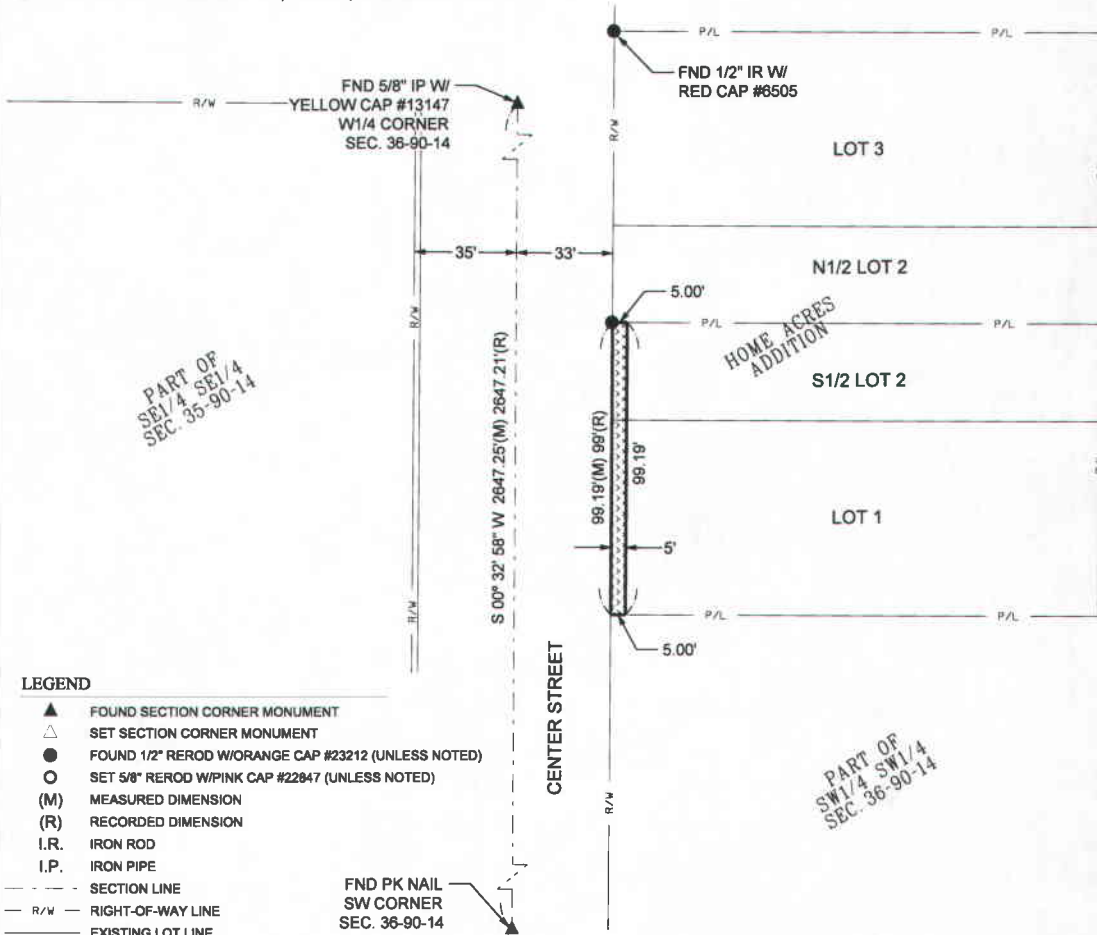 P/L
P/L
FND 5/8" IP W/
YELLOW CAP #13147
W1/4 CORNER
SEC. 36-90-14
R/W
FND 1/2" IR W/
RED CAP #6505
R/W
LOT 3
35'
33'
N1/2 LOT 2
5.00'
R/W
P/L
P/L
HOME ACRES
ADDITION
PART OF
SE1/4 SE1/4
SEC. 35-90-14
S1/2 LOT 2
S 00° 32' 58" W 2647.25'(M) 2647.21'(R)
99.19'(M) 99'(R)
99.19'
LOT 1
5'
R/W
P/L
P/L
5.00'
CENTER STREET
LEGEND
FOUND SECTION CORNER MONUMENT
SET SECTION CORNER MONUMENT
FOUND 1/2" REROD W/ORANGE CAP #23212 (UNLESS NOTED)
SET 5/8" REROD W/PINK CAP #22847 (UNLESS NOTED)
(M) MEASURED DIMENSION
(R) RECORDED DIMENSION
I.R. IRON ROD
I.P. IRON PIPE
SECTION LINE
R/W RIGHT-OF-WAY LINE
EXISTING LOT LINE
PART OF
SW1/4 SW1/4
SEC. 36-90-14
R/W
FND PK NAIL
SW CORNER
SEC. 36-90-14